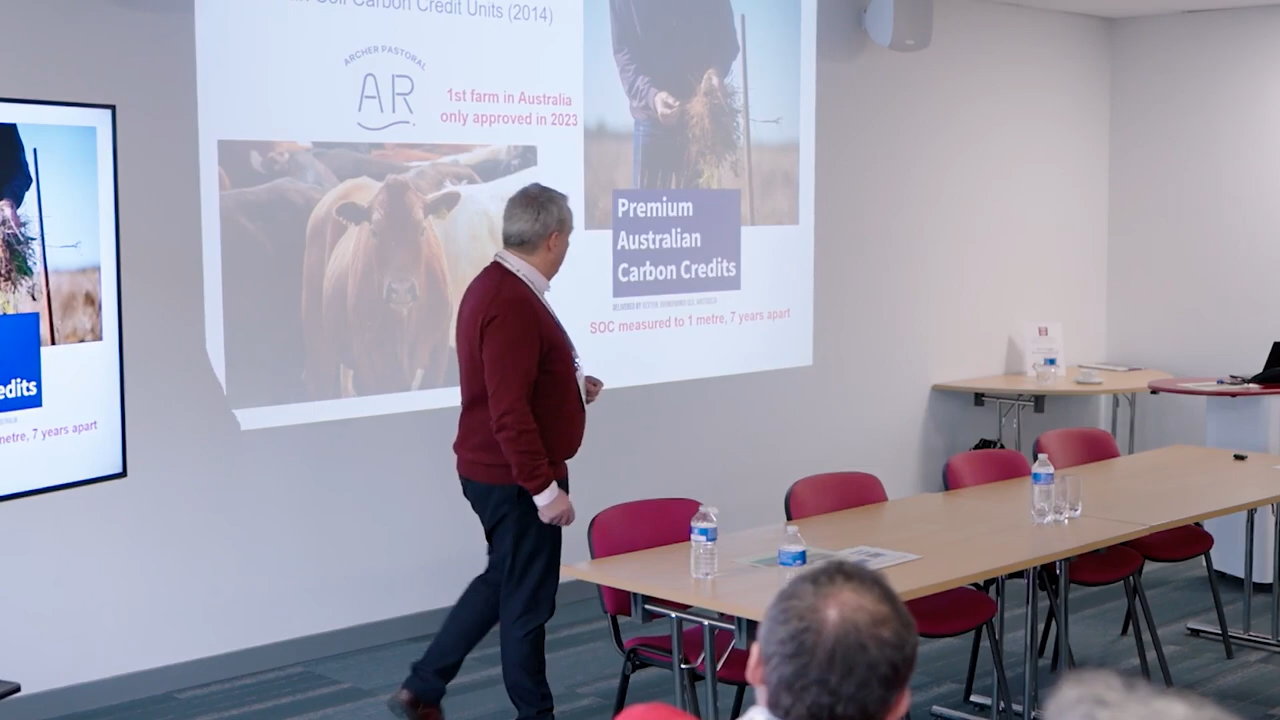 Soil Carbon Credit Units (2014)
ARCHER PASTORAL
AR
1st farm in Australia
only approved in 2023
Premium
Australian
Carbon Credits
SOC measured to 1 metre, 7 years apart
edits
metre, 7 years apart